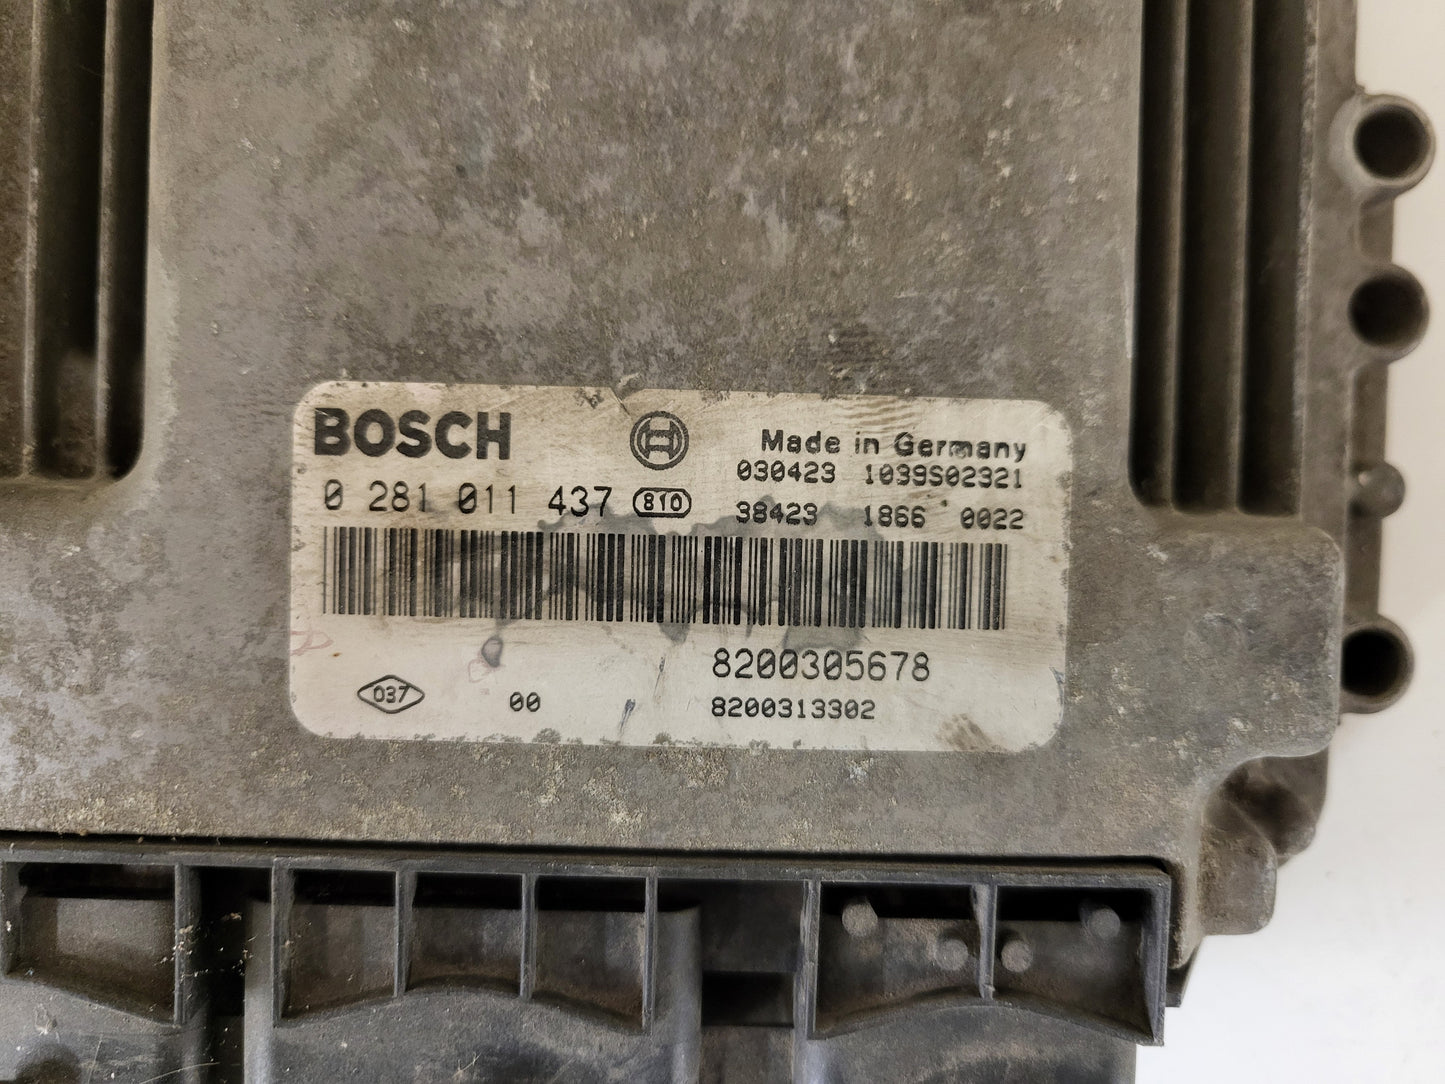 BOSCH
Made in Germany
030423 1039S02321
0 281 011 437 810
38423 1866 0022
8200305678
037 00 8200313302